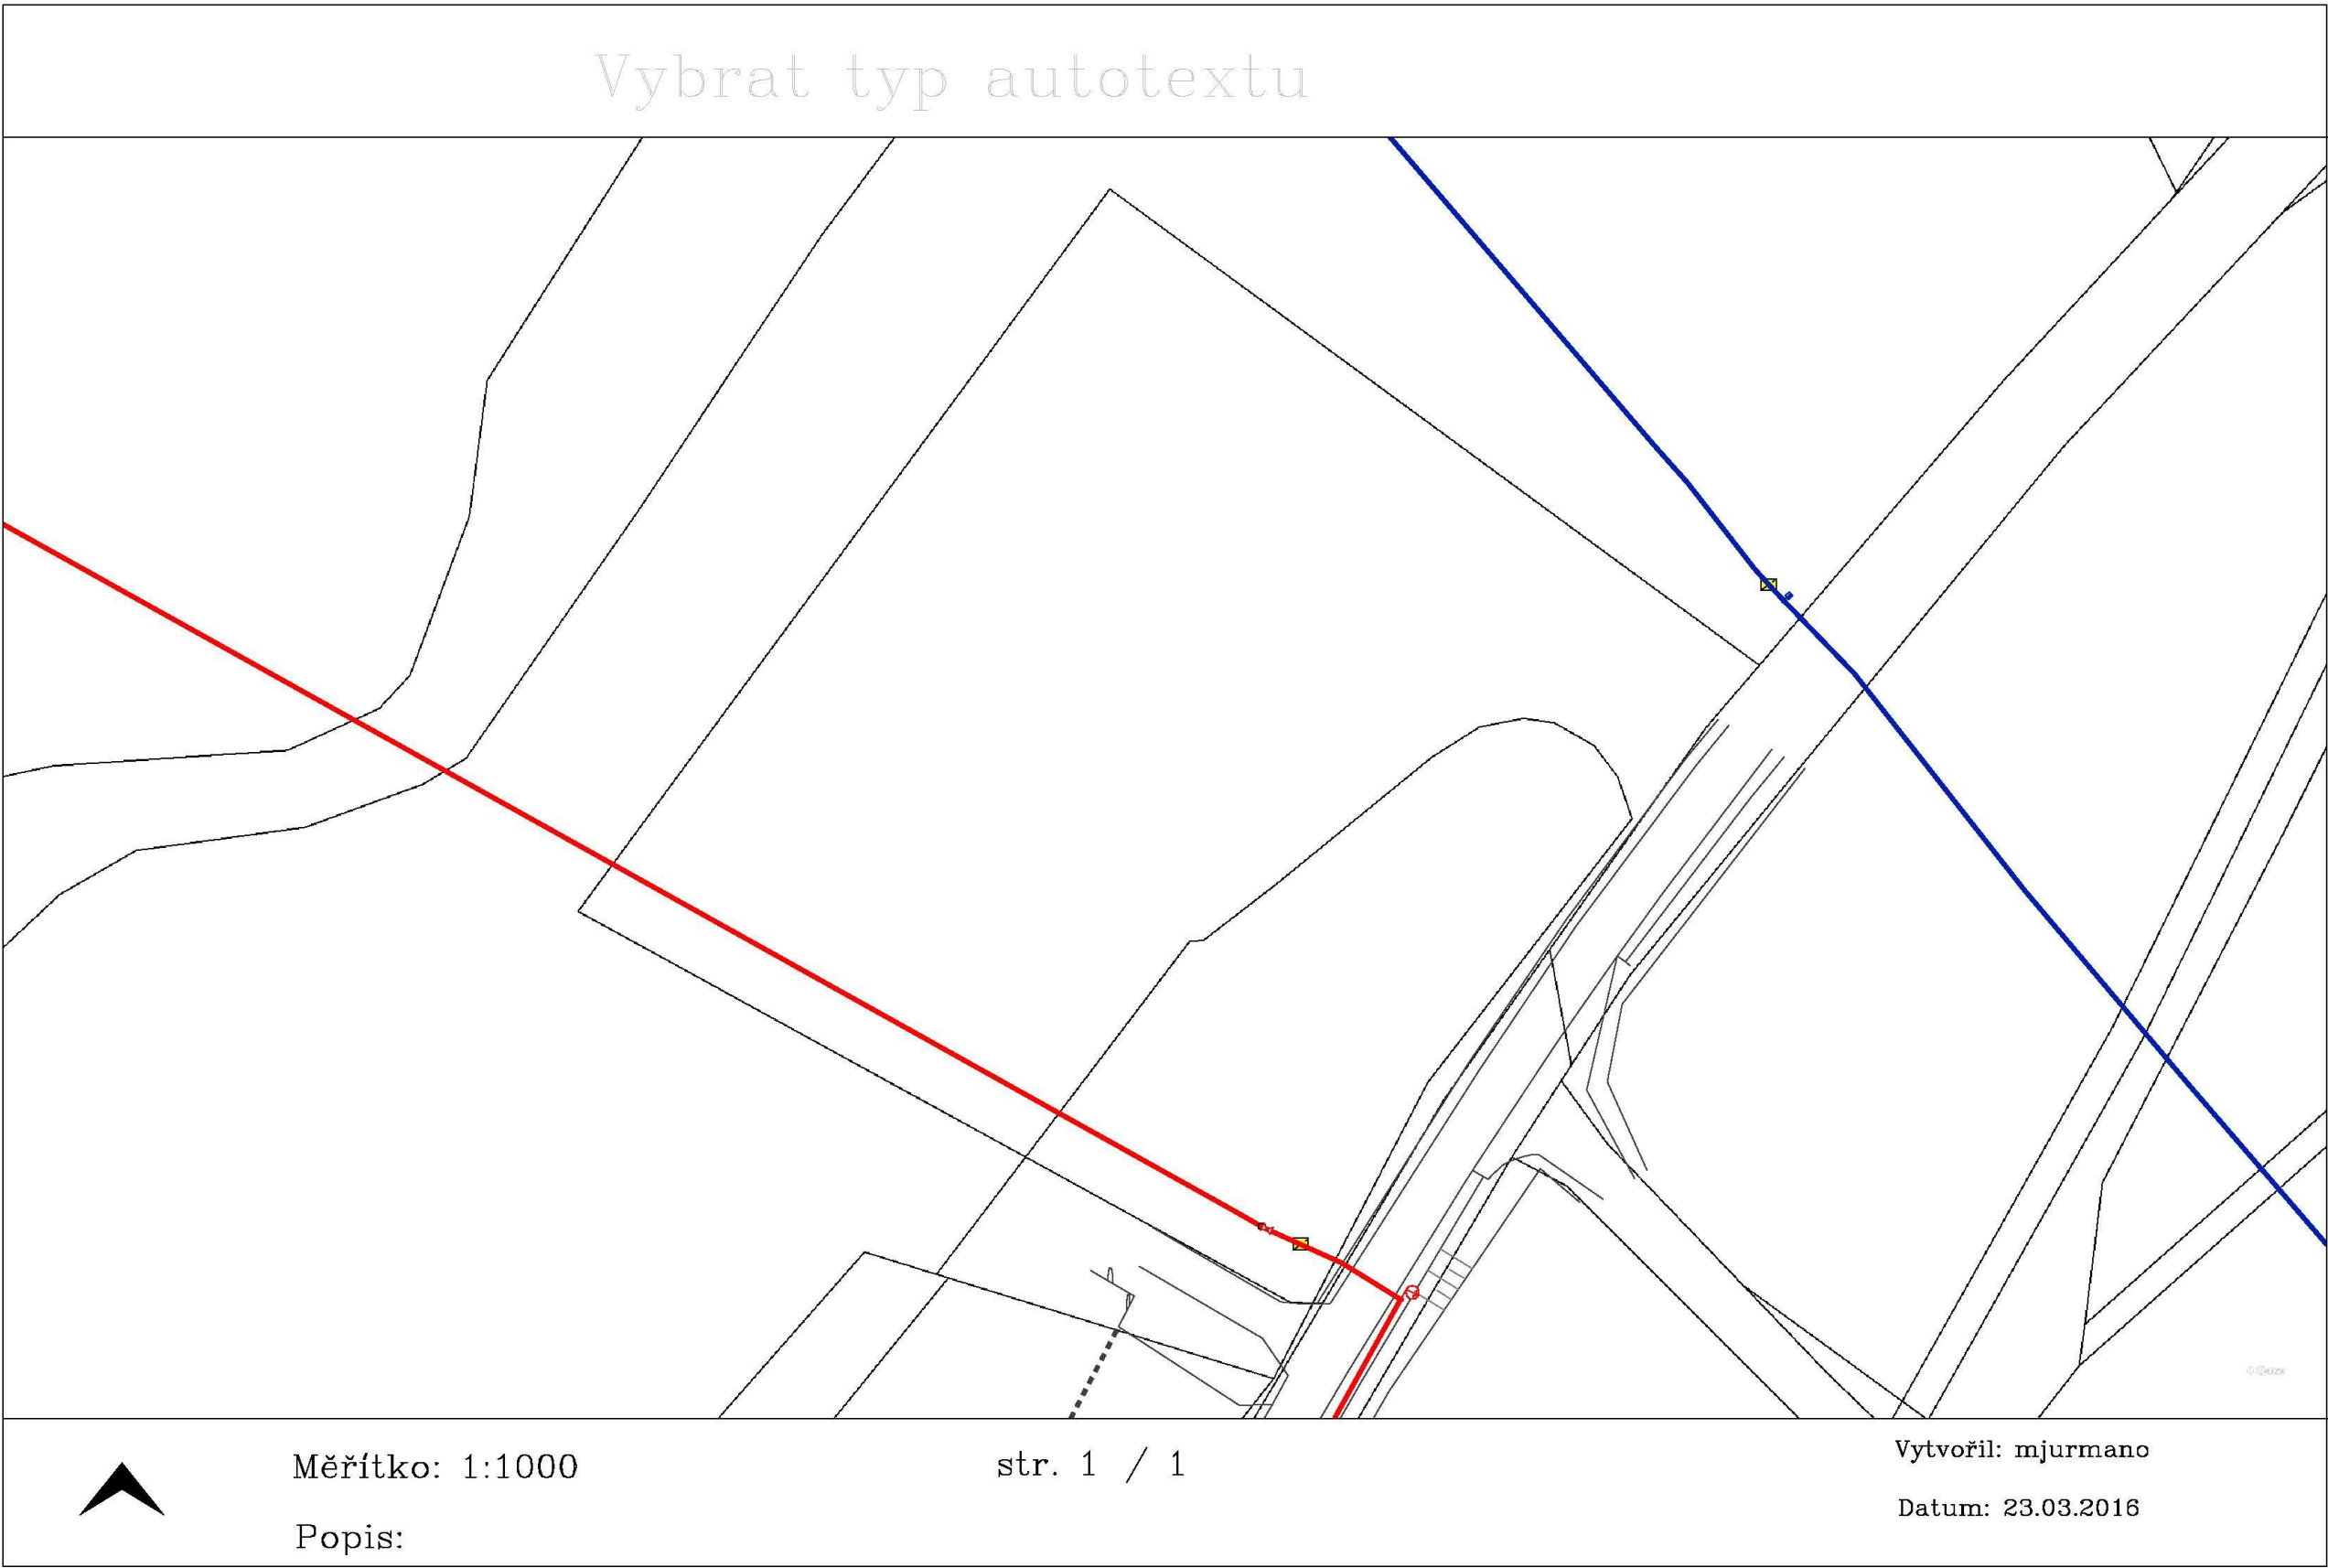 Vybrat typ autotextu
Měřítko: 1:1000
str. 1 / 1
Vytvořil: mjurmano
Datum: 23.03.2016
Popis: